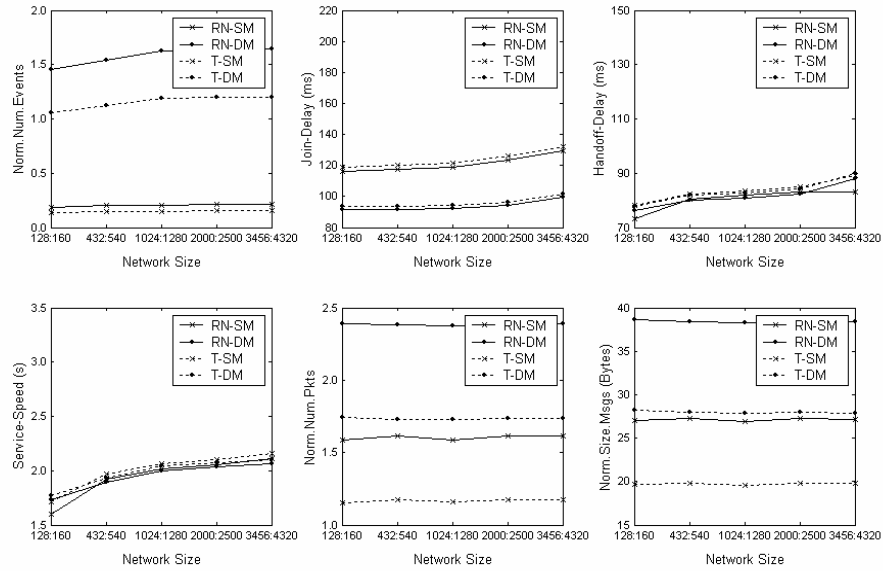 Norm.Num.Events
2.0
1.5
1.0
0.5
0.0
128:160 432:540 1024:1280 2000:2500 3456:4320
Network Size
RN-SM
RN-DM
T-SM
T-DM
Join-Delay (ms)
220
200
180
160
140
120
100
80
128:160 432:540 1024:1280 2000:2500 3456:4320
Network Size
RN-SM
RN-DM
T-SM
T-DM
Handoff-Delay (ms)
150
130
110
90
70
128:160 432:540 1024:1280 2000:2500 3456:4320
Network Size
RN-SM
RN-DM
T-SM
T-DM
Service-Speed (s)
3.5
3.0
2.5
2.0
1.5
128:160 432:540 1024:1280 2000:2500 3456:4320
Network Size
RN-SM
RN-DM
T-SM
T-DM
Norm.Num.Pkts
2.5
2.0
1.5
1.0
128:160 432:540 1024:1280 2000:2500 3456:4320
Network Size
RN-SM
RN-DM
T-SM
T-DM
Norm.Size.Msgs (Bytes)
40
35
30
25
20
15
128:160 432:540 1024:1280 2000:2500 3456:4320
Network Size
RN-SM
RN-DM
T-SM
T-DM